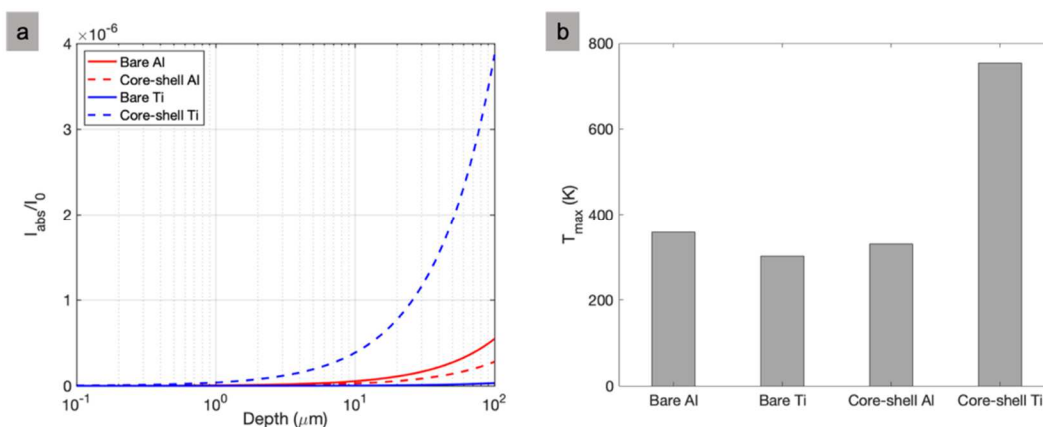 a
×10⁻⁶
4
3
2
1
0
I_abs/I_0
Bare Al
Core-shell Al
Bare Ti
Core-shell Ti
10⁻¹
10⁰
10¹
10²
Depth (μm)
b
800
600
400
200
0
T_max (K)
Bare Al
Bare Ti
Core-shell Al
Core-shell Ti